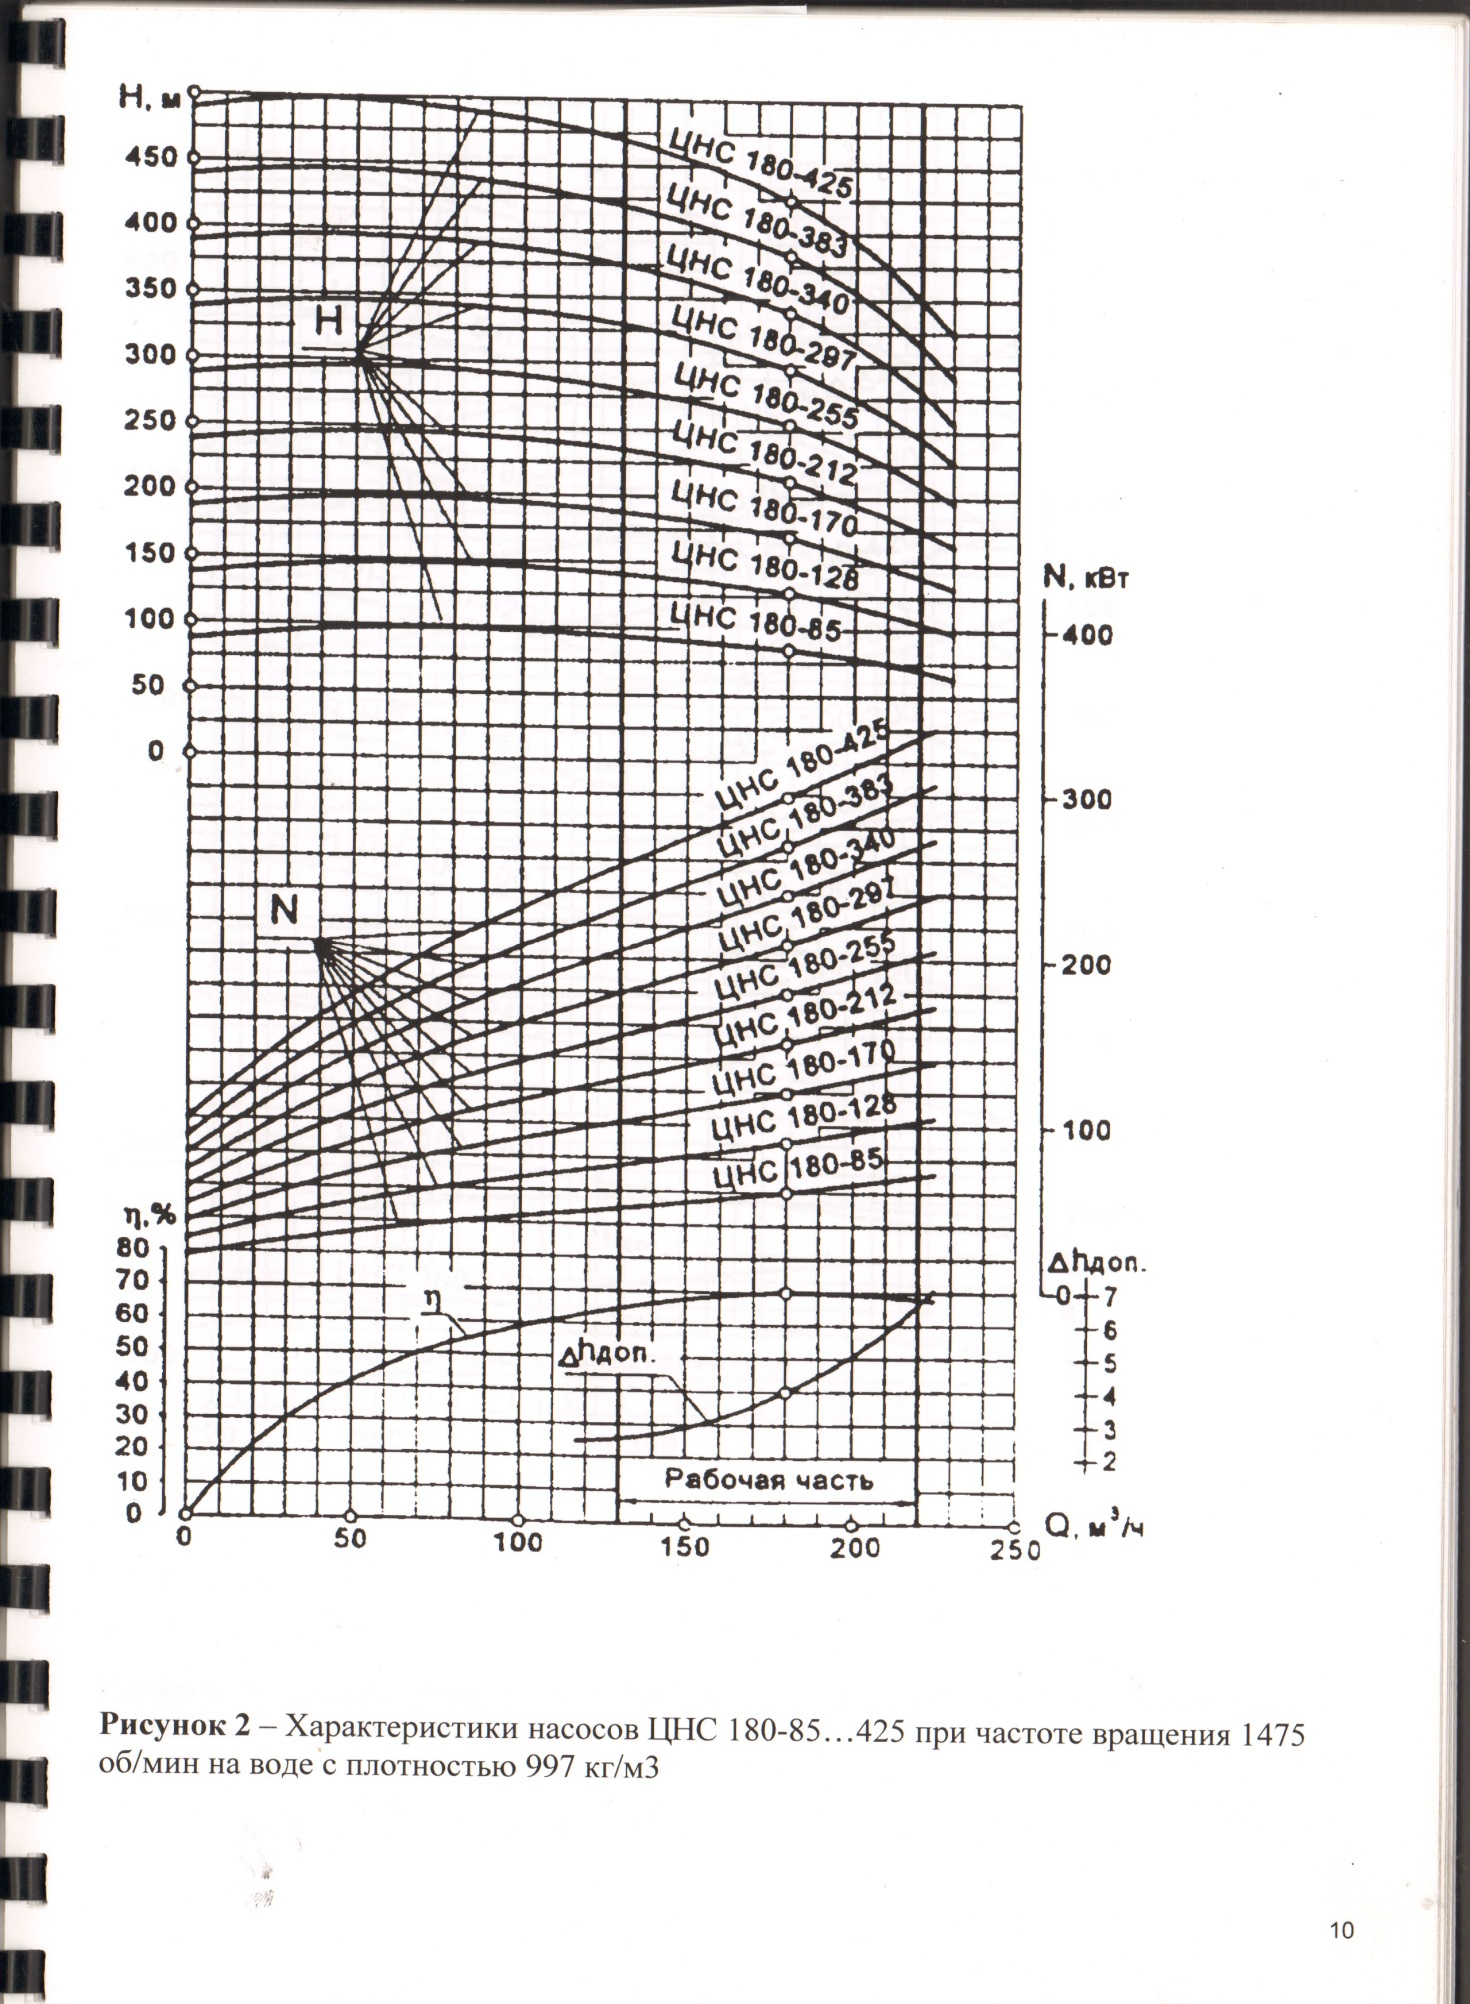 H, м
450
400
350
300
250
200
150
100
50
0
H
ЦНС 180-425
ЦНС 180-383
ЦНС 180-340
ЦНС 180-297
ЦНС 180-255
ЦНС 180-212
ЦНС 180-170
ЦНС 180-128
ЦНС 180-85
N, кВт
400
300
200
100
0
N
ЦНС 180-425
ЦНС 180-383
ЦНС 180-340
ЦНС 180-297
ЦНС 180-255
ЦНС 180-212
ЦНС 180-170
ЦНС 180-128
ЦНС 180-85
η,%
80
70
60
50
40
30
20
10
0
η
Δhдоп.
Δhдоп.
7
6
5
4
3
2
Рабочая часть
0 50 100 150 200 250
Q, м³/ч
Рисунок 2 – Характеристики насосов ЦНС 180-85…425 при частоте вращения 1475
об/мин на воде с плотностью 997 кг/м3
10